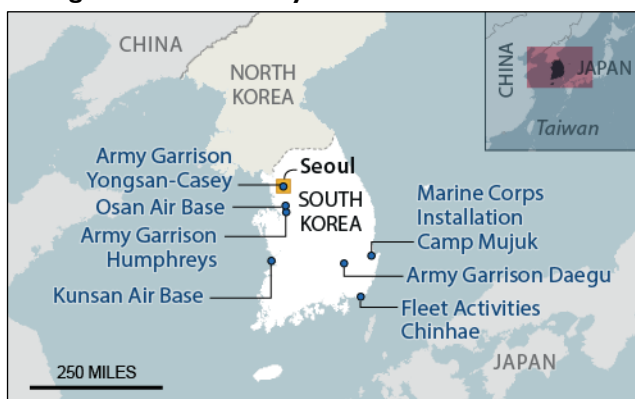 CHINA
NORTH
KOREA
CHINA
JAPAN
Taiwan
Army Garrison
Yongsan-Casey
Seoul
Osan Air Base
SOUTH
KOREA
Army Garrison
Humphreys
Kunsan Air Base
Marine Corps
Installation
Camp Mujuk
Army Garrison Daegu
Fleet Activities
Chinhae
JAPAN
250 MILES